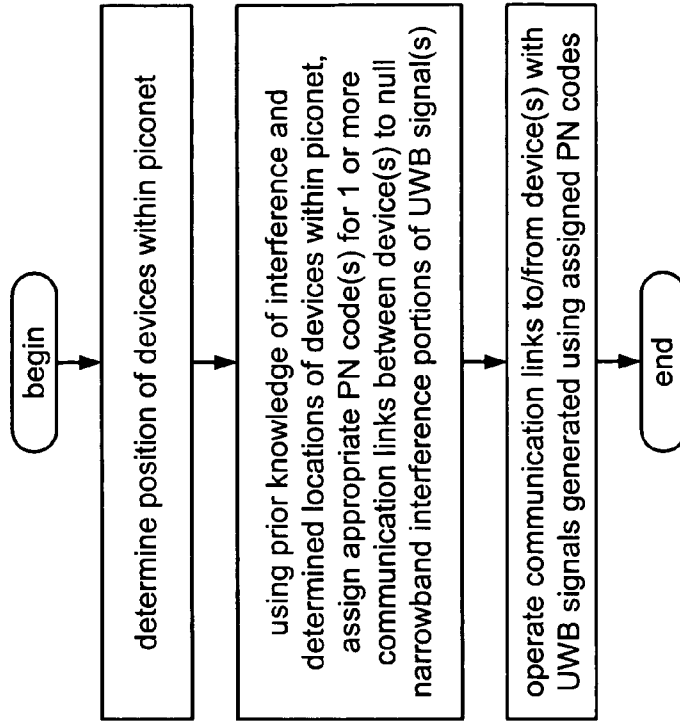 begin
determine position of devices within piconet
using prior knowledge of interference and
determined locations of devices within piconet,
assign appropriate PN code(s) for 1 or more
communication links between device(s) to null
narrowband interference portions of UWB signal(s)
operate communication links to/from device(s) with
UWB signals generated using assigned PN codes
end